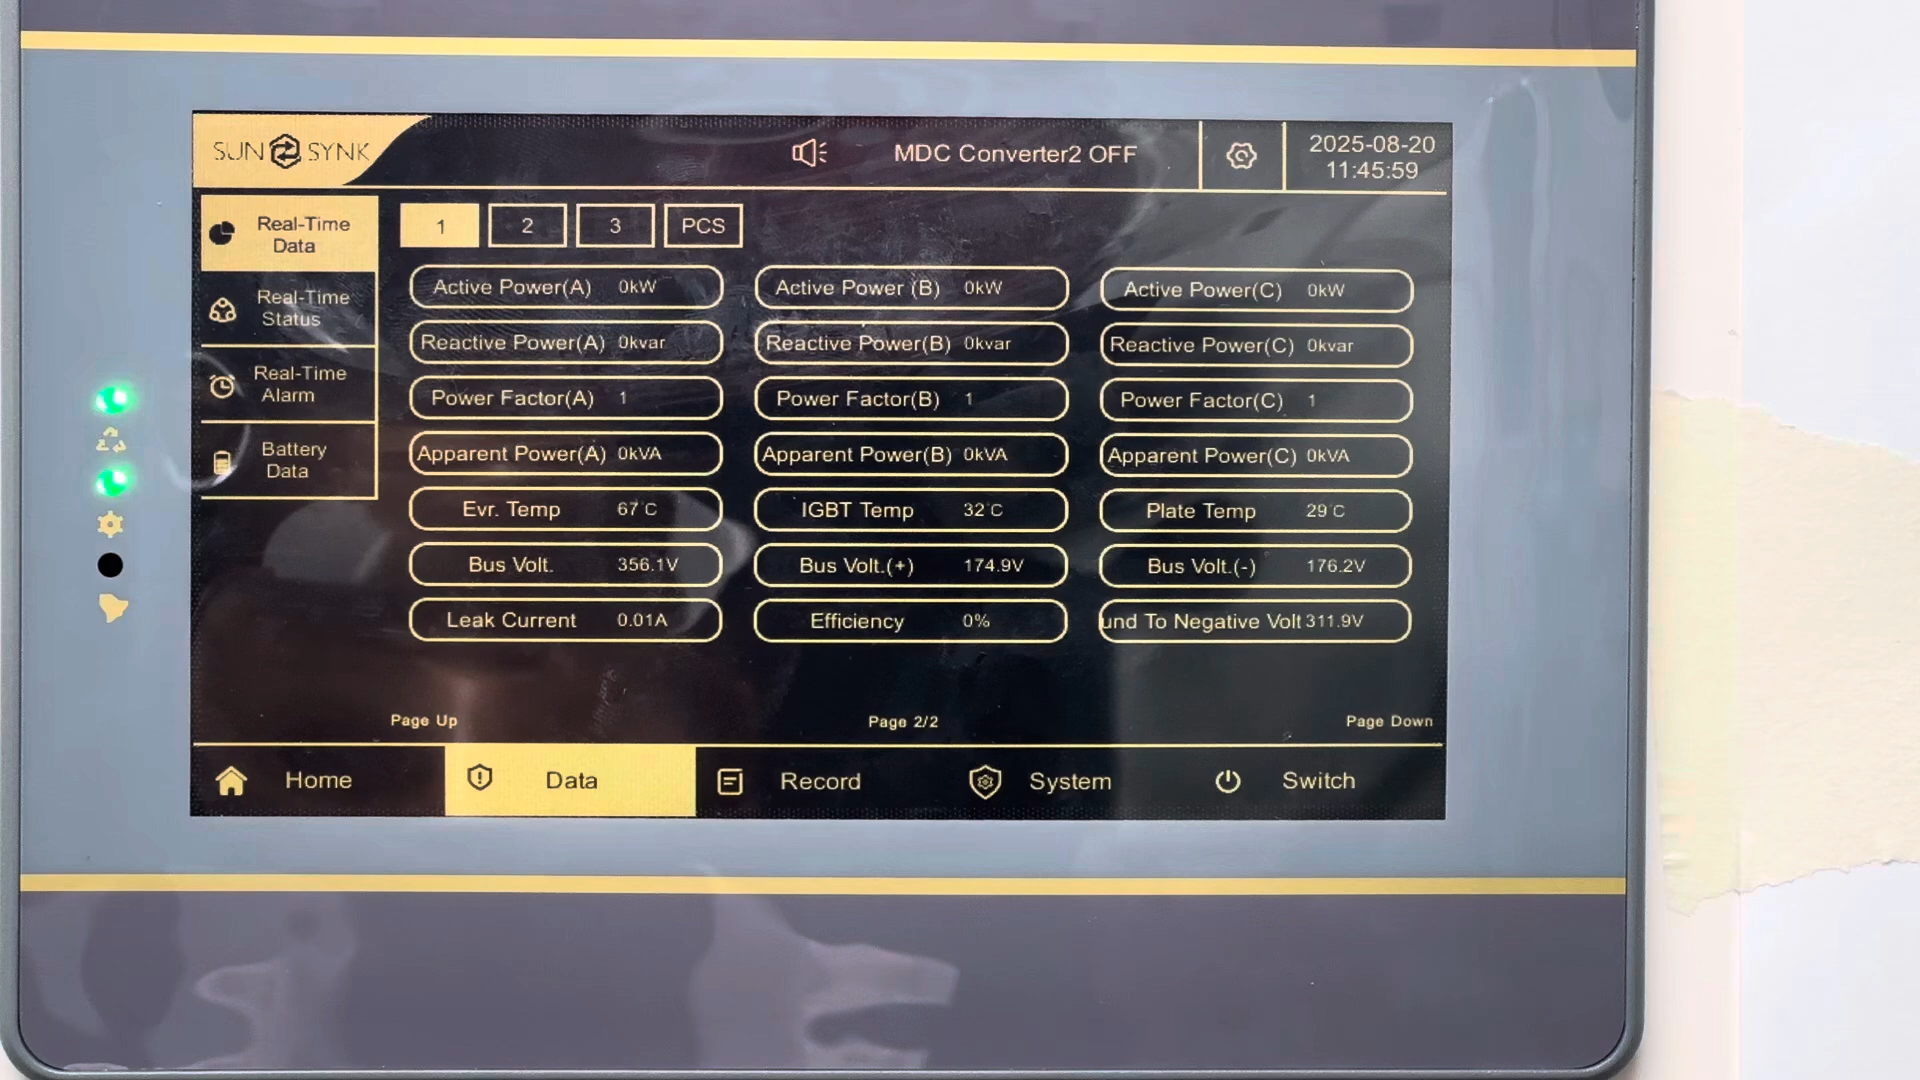 SUN SYNK
MDC Converter2 OFF
2025-08-20
11:45:59
Real-Time
Data
Real-Time
Status
Real-Time
Alarm
Battery
Data
1 2 3 PCS
Active Power(A) 0kW Active Power (B) 0kW Active Power(C) 0kW
Reactive Power(A) 0kvar Reactive Power(B) 0kvar Reactive Power(C) 0kvar
Power Factor(A) 1 Power Factor(B) 1 Power Factor(C) 1
Apparent Power(A) 0kVA Apparent Power(B) 0kVA Apparent Power(C) 0kVA
Evr. Temp 67°C IGBT Temp 32°C Plate Temp 29°C
Bus Volt. 356.1V Bus Volt.(+) 174.9V Bus Volt.(-) 176.2V
Leak Current 0.01A Efficiency 0% und To Negative Volt 311.9V
Page Up Page 2/2 Page Down
Home Data Record System Switch